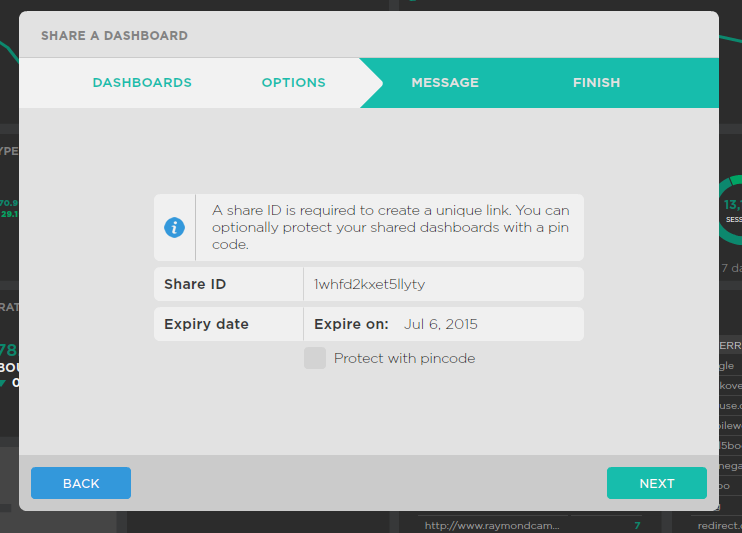 SHARE A DASHBOARD
DASHBOARDS OPTIONS MESSAGE FINISH
A share ID is required to create a unique link. You can
optionally protect your shared dashboards with a pin
code.
Share ID 1whfd2kxet5llyty
Expiry date Expire on: Jul 6, 2015
Protect with pincode
BACK NEXT
http://www.raymondcam... 7